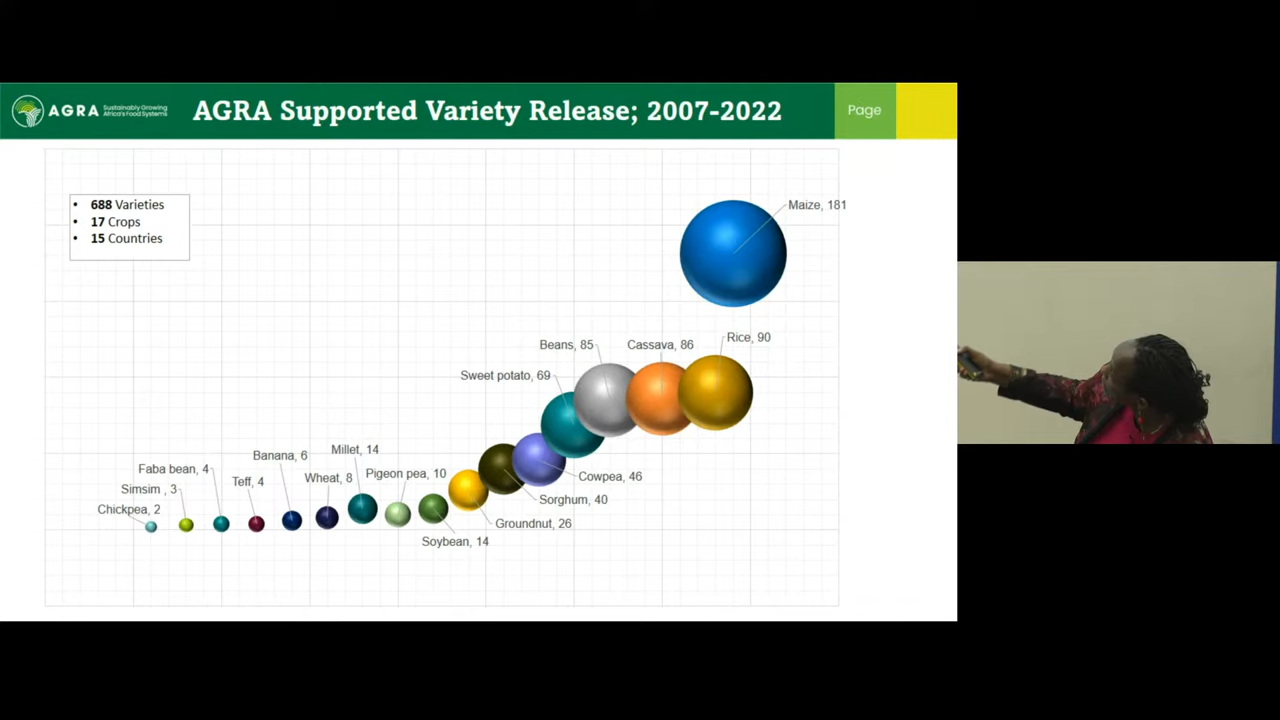 AGRA
Sustainably Growing
Africa's Food Systems
AGRA Supported Variety Release; 2007-2022
Page
• 688 Varieties
• 17 Crops
• 15 Countries
Maize, 181
Rice, 90
Beans, 85
Cassava, 86
Sweet potato, 69
Millet, 14
Banana, 6
Faba bean, 4
Pigeon pea, 10
Wheat, 8
Cowpea, 46
Teff, 4
Simsim , 3
Sorghum, 40
Chickpea, 2
Groundnut, 26
Soybean, 14